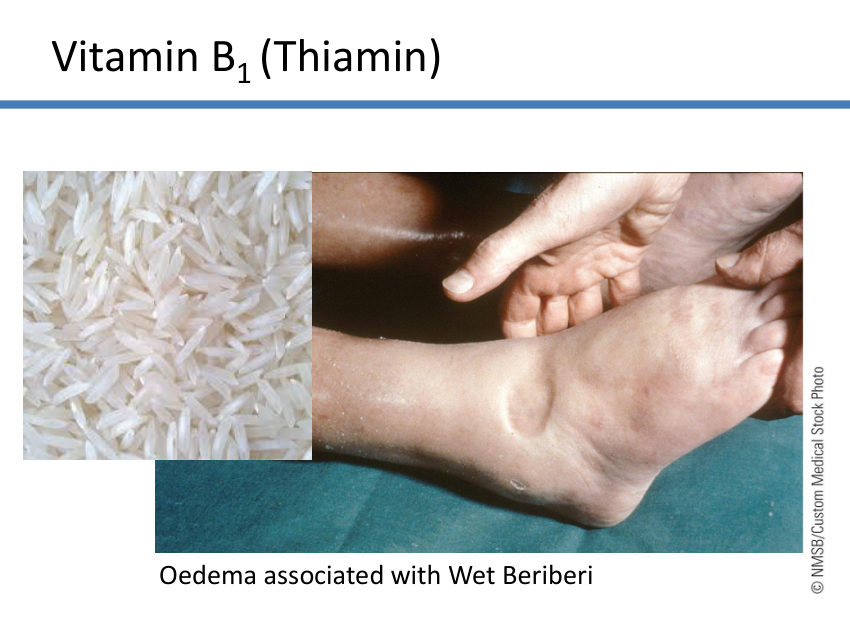 Vitamin B₁ (Thiamin)
© NMSB/Custom Medical Stock Photo
Oedema associated with Wet Beriberi